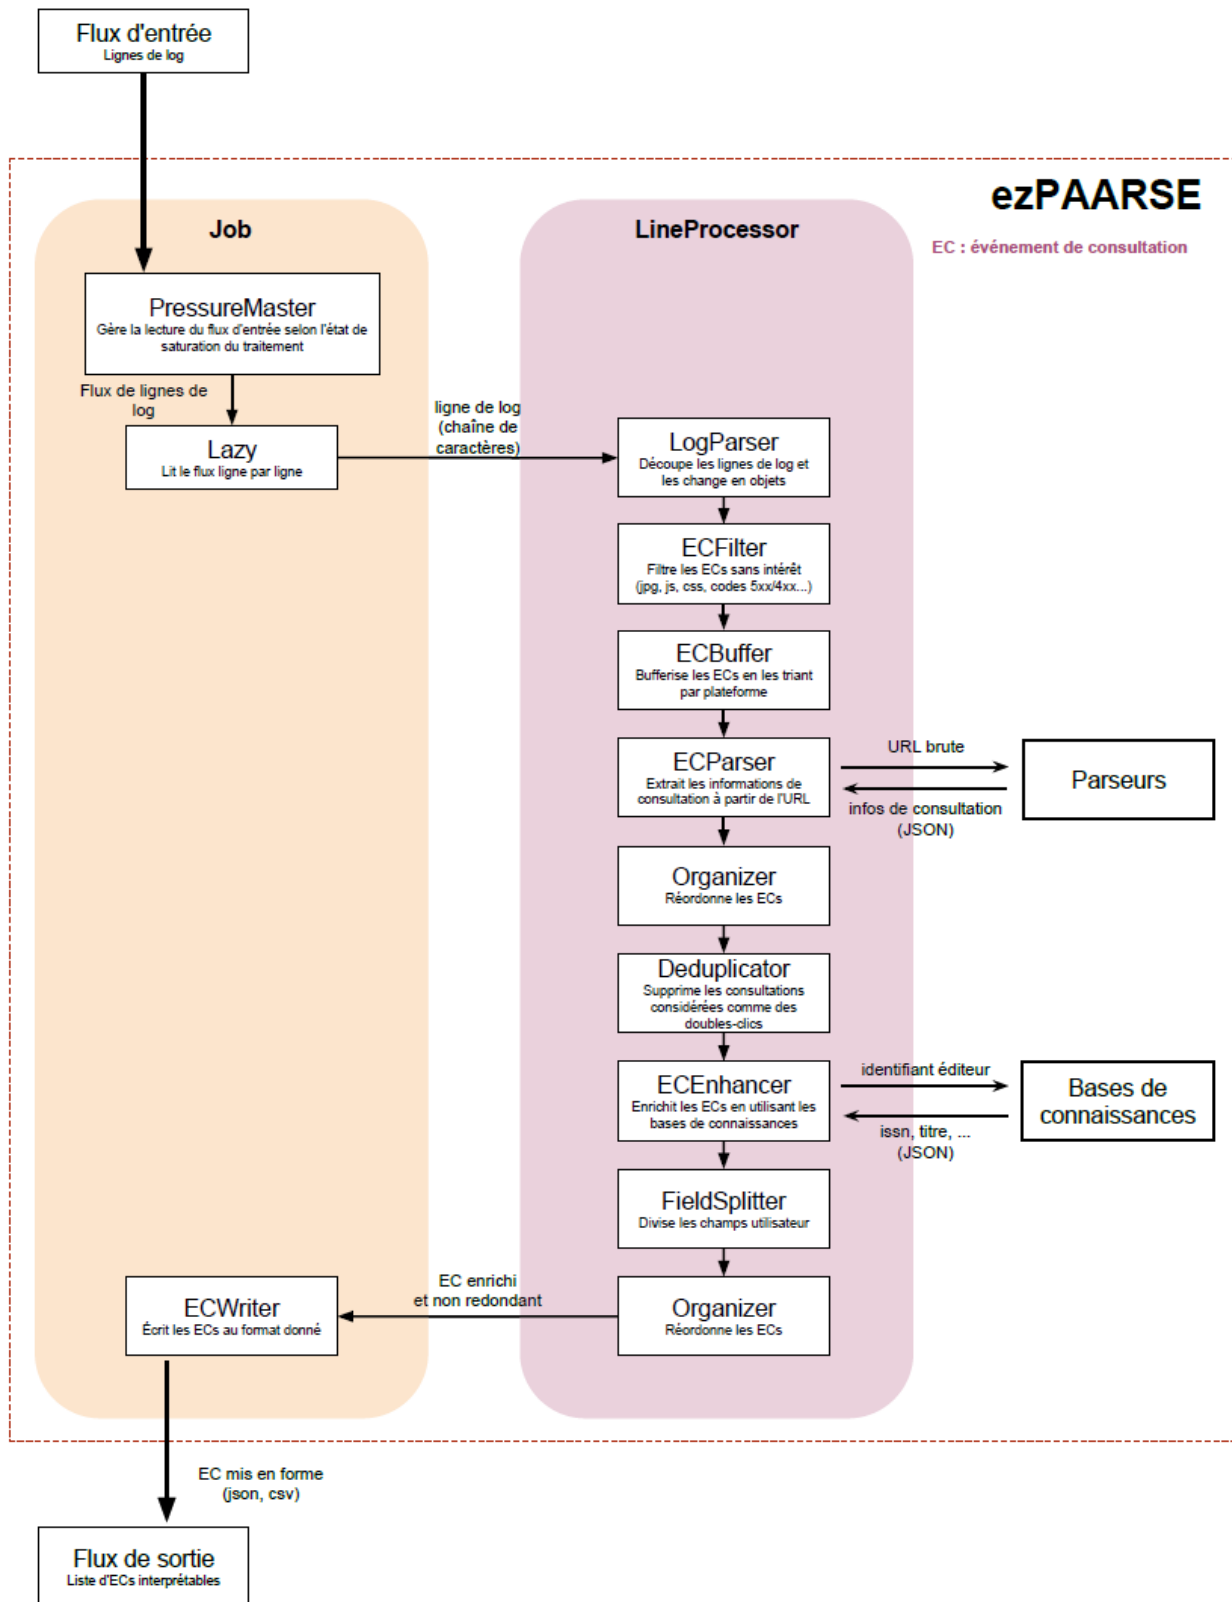 Flux d'entrée
Lignes de log
ezPAARSE
EC : événement de consultation
Job
LineProcessor
PressureMaster
Gère la lecture du flux d'entrée selon l'état de
saturation du traitement
Flux de lignes de
log
Lazy
Lit le flux ligne par ligne
ligne de log
(chaîne de
caractères)
LogParser
Découpe les lignes de log et
les change en objets
ECFilter
Filtre les ECs sans intérêt
(jpg, js, css, codes 5xx/4xx...)
ECBuffer
Bufferise les ECs en les triant
par plateforme
ECParser
Extrait les informations de
consultation à partir de l'URL
URL brute
infos de consultation
(JSON)
Parseurs
Organizer
Réordonne les ECs
Deduplicator
Supprime les consultations
considérées comme des
doubles-clics
ECEnhancer
Enrichit les ECs en utilisant les
bases de connaissances
identifiant éditeur
issn, titre, ...
(JSON)
Bases de
connaissances
FieldSplitter
Divise les champs utilisateur
Organizer
Réordonne les ECs
EC enrichi
et non redondant
ECWriter
Écrit les ECs au format donné
EC mis en forme
(json, csv)
Flux de sortie
Liste d'ECs interprétables